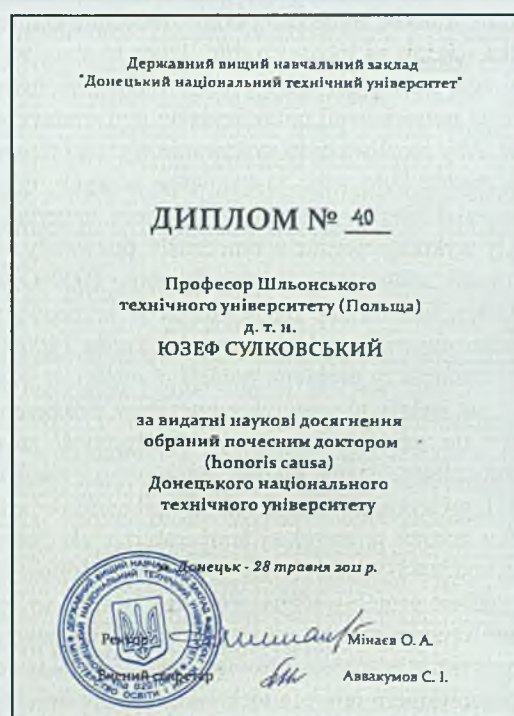 Державний вищий навчальний заклад
"Донецький національний технічний університет"
ДИПЛОМ № 40
Професор Шльонського
технічного університету (Польща)
д. т. н.
ЮЗЕФ СУЛКОВСЬКИЙ
за видатні наукові досягнення
обраний почесним доктором
(honoris causa)
Донецького національного
технічного університету
Донецьк - 28 травня 2011 р.
Ректор Мінаєв О. А.
Вчений секретар Аввакумов С. І.